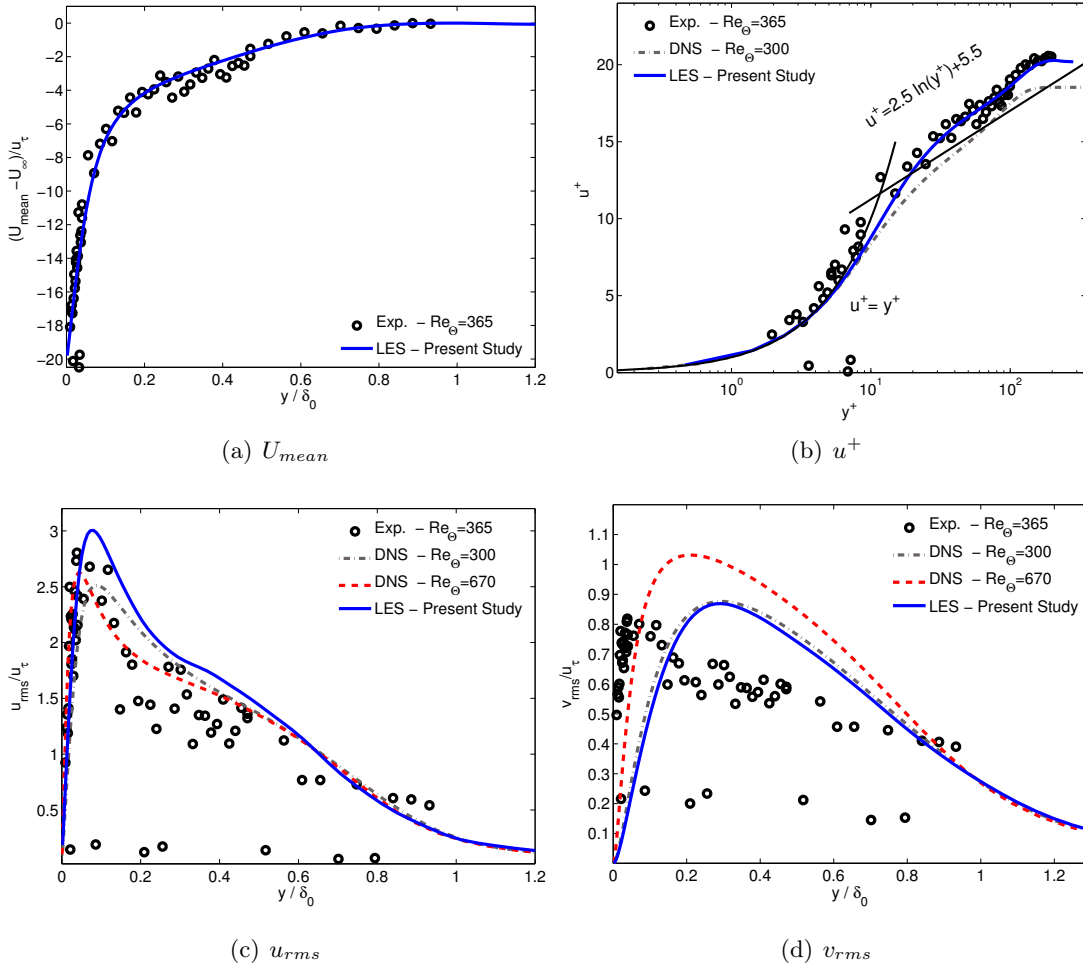 0
−2
−4
−6
−8
−10
−12
−14
−16
−18
−20
(U_mean −U_∞)/u_τ
Exp. − Re_Θ=365
LES − Present Study
0 0.2 0.4 0.6 0.8 1 1.2
y / δ_0
(a) U_mean
20
15
10
5
0
u^+
Exp. − Re_Θ=365
DNS − Re_Θ=300
LES − Present Study
u^+=2.5 ln(y^+)+5.5
u^+= y^+
10^0 10^1 10^2
y^+
(b) u^+
3
2.5
2
1.5
1
0.5
u_rms/u_τ
Exp. − Re_Θ=365
DNS − Re_Θ=300
DNS − Re_Θ=670
LES − Present Study
0 0.2 0.4 0.6 0.8 1 1.2
y / δ_0
(c) u_rms
1.1
1
0.9
0.8
0.7
0.6
0.5
0.4
0.3
0.2
0.1
v_rms/u_τ
Exp. − Re_Θ=365
DNS − Re_Θ=300
DNS − Re_Θ=670
LES − Present Study
0 0.2 0.4 0.6 0.8 1 1.2
y / δ_0
(d) v_rms